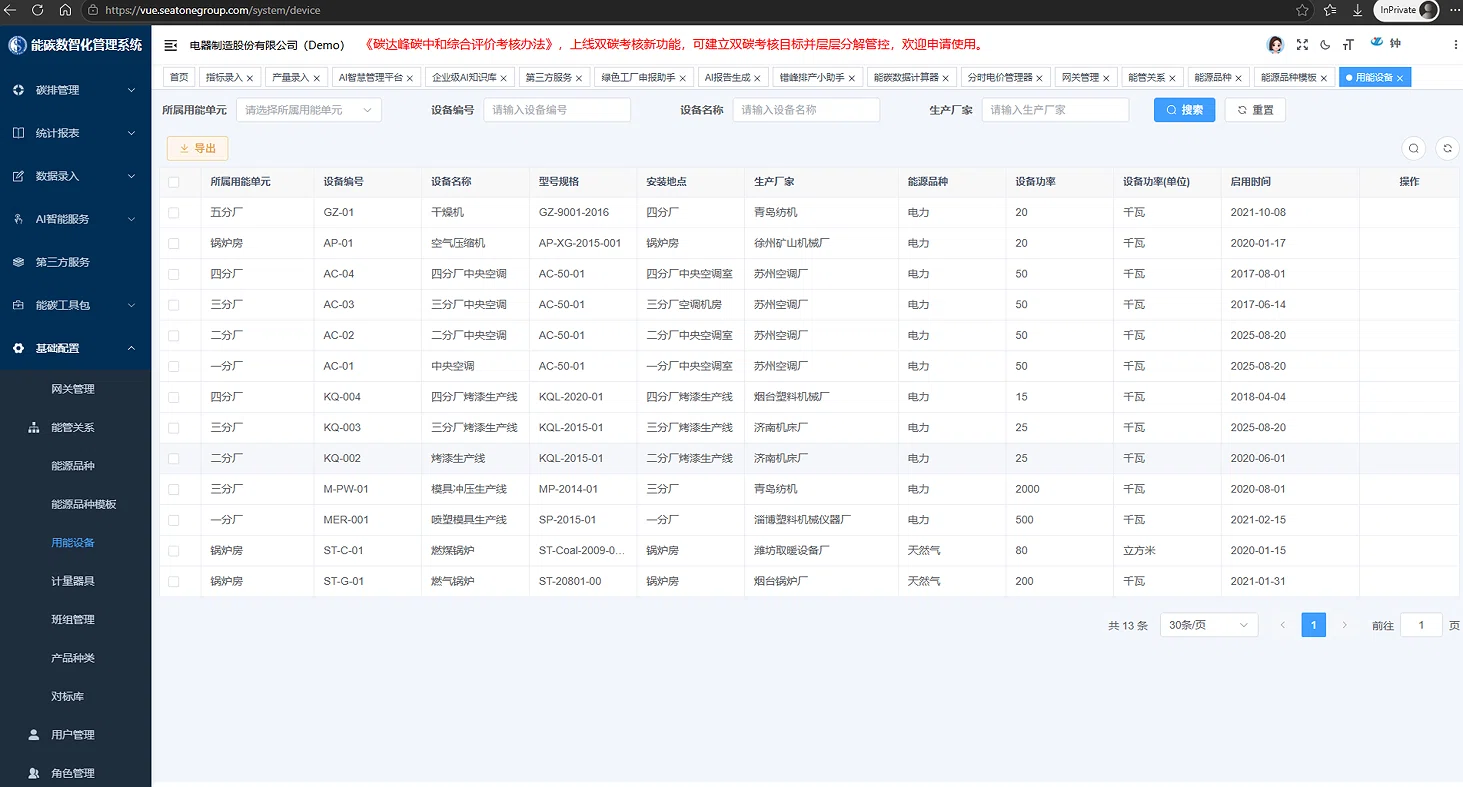 https://vue.seatonegroup.com/system/device
InPrivate
能碳数智化管理系统
电器制造股份有限公司（Demo）
《碳达峰碳中和综合评价考核办法》，上线双碳考核新功能，可建立双碳考核目标并层层分解管控，欢迎申请使用。
钟
首页 指标录入 产量录入 AI智慧管理平台 企业级AI知识库 第三方服务 绿色工厂申报助手 AI报告生成 错峰排产小助手 能碳数据计算器 分时电价管理器 网关管理 能管关系 能源品种 能源品种模板 用能设备
碳排管理
统计报表
数据录入
AI智能服务
第三方服务
能碳工具包
基础配置
网关管理
能管关系
能源品种
能源品种模板
用能设备
计量器具
班组管理
产品种类
对标库
用户管理
角色管理
所属用能单元 请选择所属用能单元 设备编号 请输入设备编号 设备名称 请输入设备名称 生产厂家 请输入生产厂家 搜索 重置
导出
所属用能单元 设备编号 设备名称 型号规格 安装地点 生产厂家 能源品种 设备功率 设备功率(单位) 启用时间 操作
五分厂 GZ-01 干燥机 GZ-9001-2016 四分厂 青岛纺机 电力 20 千瓦 2021-10-08
锅炉房 AP-01 空气压缩机 AP-XG-2015-001 锅炉房 徐州矿山机械厂 电力 20 千瓦 2020-01-17
四分厂 AC-04 四分厂中央空调 AC-50-01 四分厂中央空调室 苏州空调厂 电力 50 千瓦 2017-08-01
三分厂 AC-03 三分厂中央空调 AC-50-01 三分厂空调机房 苏州空调厂 电力 50 千瓦 2017-06-14
二分厂 AC-02 二分厂中央空调 AC-50-01 二分厂中央空调室 苏州空调厂 电力 50 千瓦 2025-08-20
一分厂 AC-01 中央空调 AC-50-01 一分厂中央空调室 苏州空调厂 电力 50 千瓦 2025-08-20
四分厂 KQ-004 四分厂烤漆生产线 KQL-2020-01 四分厂烤漆生产线 烟台塑料机械厂 电力 15 千瓦 2018-04-04
三分厂 KQ-003 三分厂烤漆生产线 KQL-2015-01 三分厂烤漆生产线 济南机床厂 电力 25 千瓦 2025-08-20
二分厂 KQ-002 烤漆生产线 KQL-2015-01 二分厂烤漆生产线 济南机床厂 电力 25 千瓦 2020-06-01
三分厂 M-PW-01 模具冲压生产线 MP-2014-01 三分厂 青岛纺机 电力 2000 千瓦 2020-08-01
一分厂 MER-001 喷塑模具生产线 SP-2015-01 一分厂 淄博塑料机械仪器厂 电力 500 千瓦 2021-02-15
锅炉房 ST-C-01 燃煤锅炉 ST-Coal-2009-0... 锅炉房 潍坊取暖设备厂 天然气 80 立方米 2020-01-15
锅炉房 ST-G-01 燃气锅炉 ST-20801-00 锅炉房 烟台锅炉厂 天然气 200 千瓦 2021-01-31
共 13 条 30条/页 1 前往 1 页